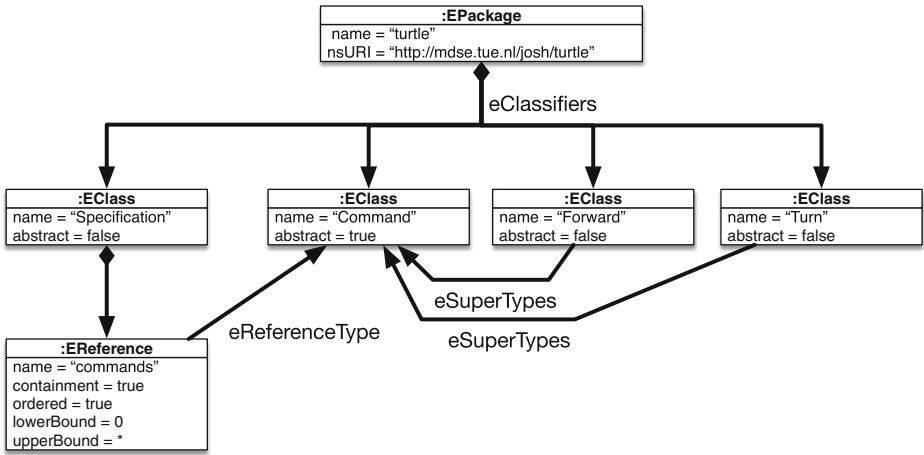 :EPackage
name = “turtle”
nsURI = “http://mdse.tue.nl/josh/turtle”
eClassifiers
:EClass
name = “Specification”
abstract = false
:EClass
name = “Command”
abstract = true
:EClass
name = “Forward”
abstract = false
:EClass
name = “Turn”
abstract = false
eSuperTypes
eReferenceType
eSuperTypes
:EReference
name = “commands”
containment = true
ordered = true
lowerBound = 0
upperBound = *